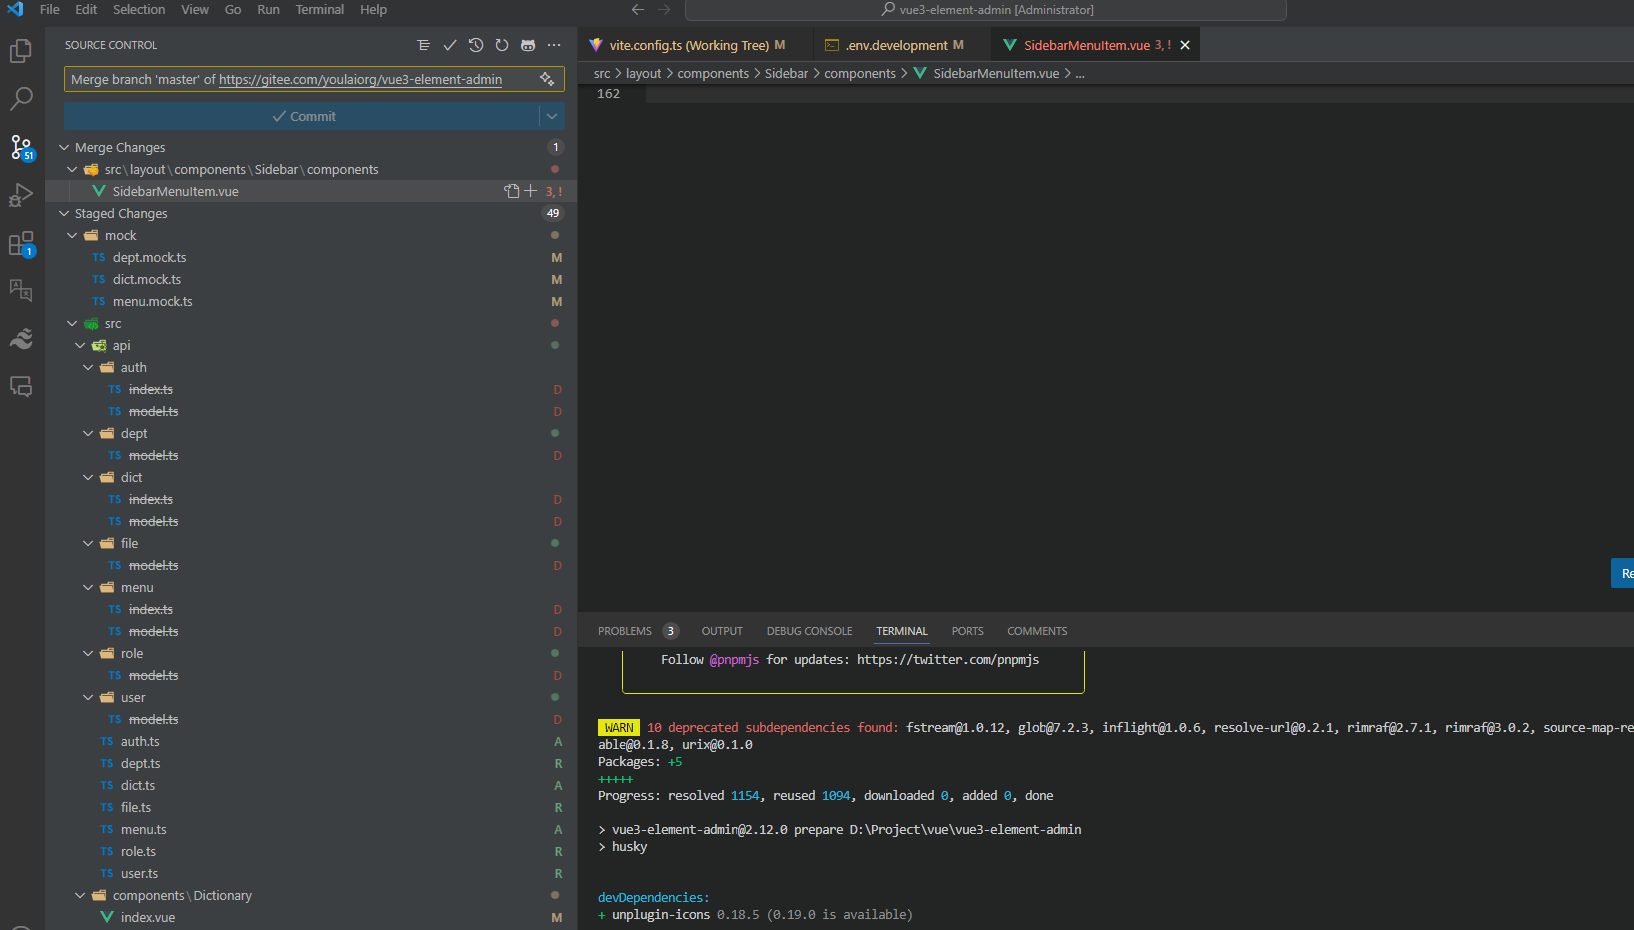 File Edit Selection View Go Run Terminal Help
vue3-element-admin [Administrator]
SOURCE CONTROL
Merge branch 'master' of https://gitee.com/youlaiorg/vue3-element-admin
Commit
Merge Changes 1
src\layout\components\Sidebar\components
SidebarMenuItem.vue 3, !
Staged Changes 49
mock
TS dept.mock.ts M
TS dict.mock.ts M
TS menu.mock.ts M
src
api
auth
TS index.ts D
TS model.ts D
dept
TS model.ts D
dict
TS index.ts D
TS model.ts D
file
TS model.ts D
menu
TS index.ts D
TS model.ts D
role
TS model.ts D
user
TS model.ts D
TS auth.ts A
TS dept.ts R
TS dict.ts A
TS file.ts R
TS menu.ts A
TS role.ts R
TS user.ts R
components\Dictionary
index.vue M
51
1
vite.config.ts (Working Tree) M .env.development M SidebarMenuItem.vue 3, !
src > layout > components > Sidebar > components > SidebarMenuItem.vue > ...
162
Re
PROBLEMS 3 OUTPUT DEBUG CONSOLE TERMINAL PORTS COMMENTS
Follow @pnpmjs for updates: https://twitter.com/pnpmjs
WARN 10 deprecated subdependencies found: fstream@1.0.12, glob@7.2.3, inflight@1.0.6, resolve-url@0.2.1, rimraf@2.7.1, rimraf@3.0.2, source-map-re
able@0.1.8, urix@0.1.0
Packages: +5
+++++
Progress: resolved 1154, reused 1094, downloaded 0, added 0, done
> vue3-element-admin@2.12.0 prepare D:\Project\vue\vue3-element-admin
> husky
devDependencies:
+ unplugin-icons 0.18.5 (0.19.0 is available)